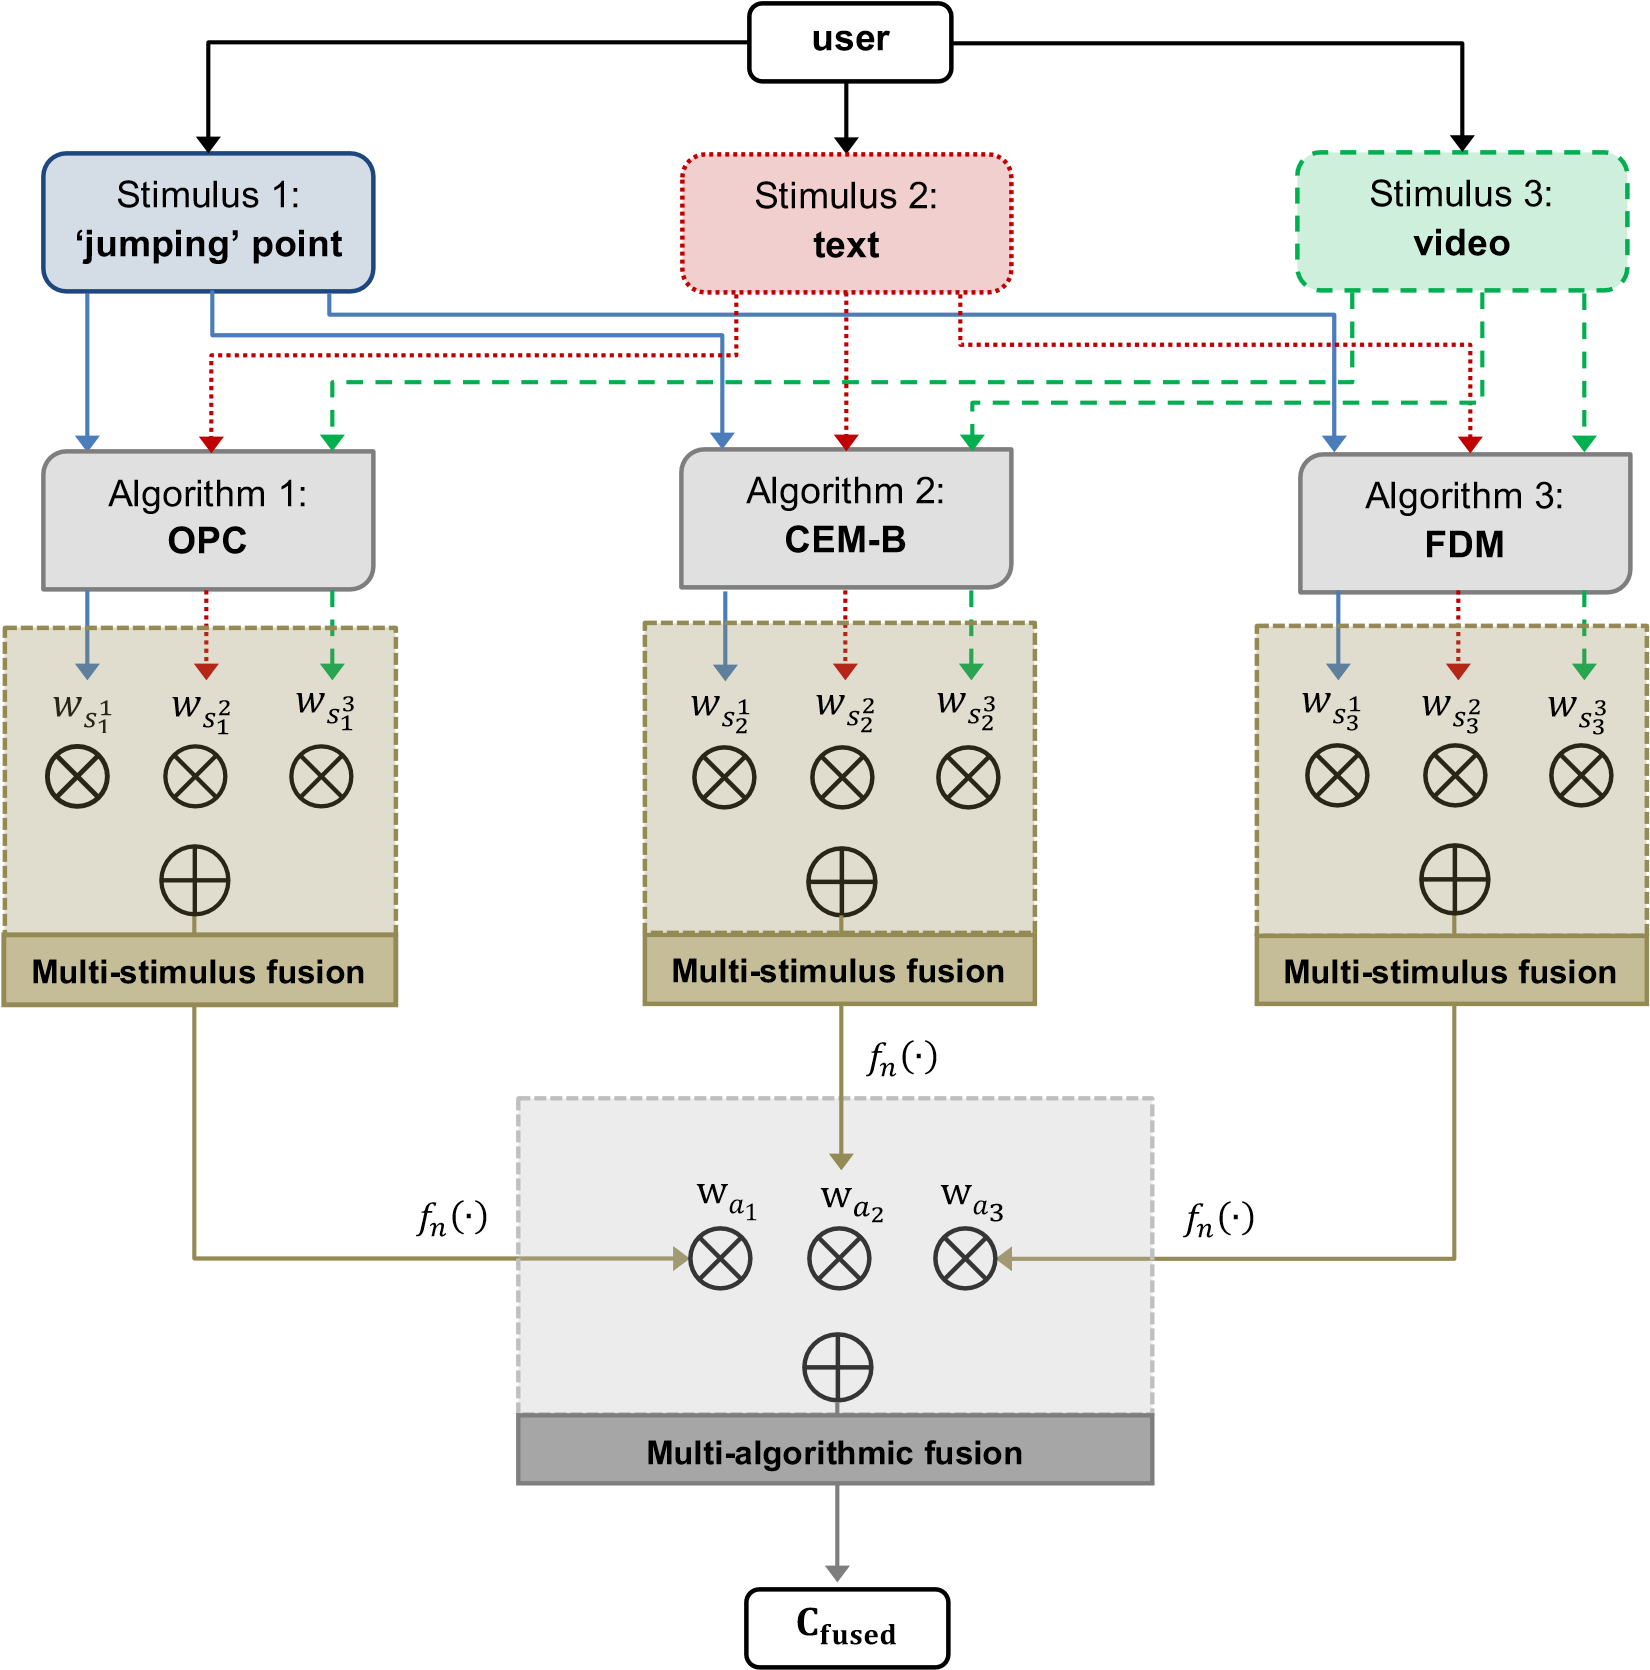 user
Stimulus 1:
‘jumping’ point
Stimulus 2:
text
Stimulus 3:
video
Algorithm 1:
OPC
Algorithm 2:
CEM-B
Algorithm 3:
FDM
w_{s_1^1} w_{s_1^2} w_{s_1^3}
w_{s_2^1} w_{s_2^2} w_{s_2^3}
w_{s_3^1} w_{s_3^2} w_{s_3^3}
Multi-stimulus fusion
Multi-stimulus fusion
Multi-stimulus fusion
f_n(·)
f_n(·)
w_{a_1} w_{a_2} w_{a_3}
f_n(·)
Multi-algorithmic fusion
C_{fused}